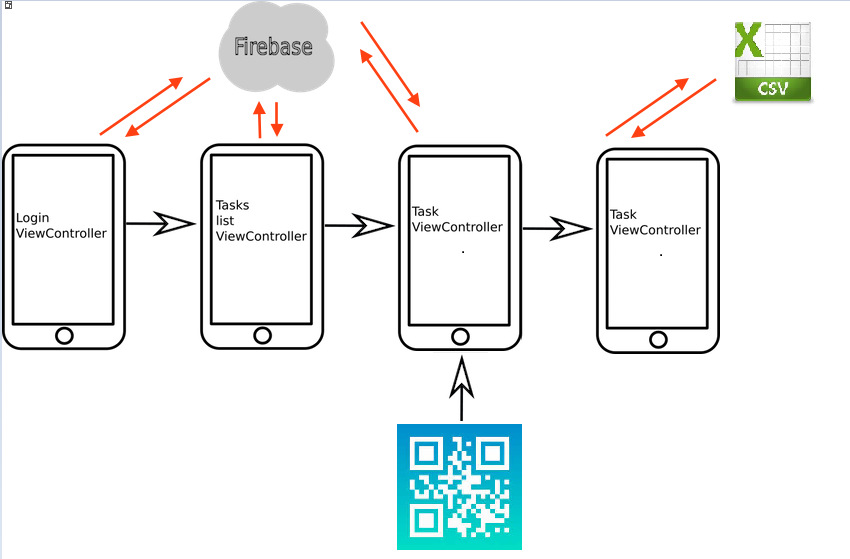 Firebase
X
CSV
Login
ViewController
Tasks
list
ViewController
Task
ViewController
.
Task
ViewController
.